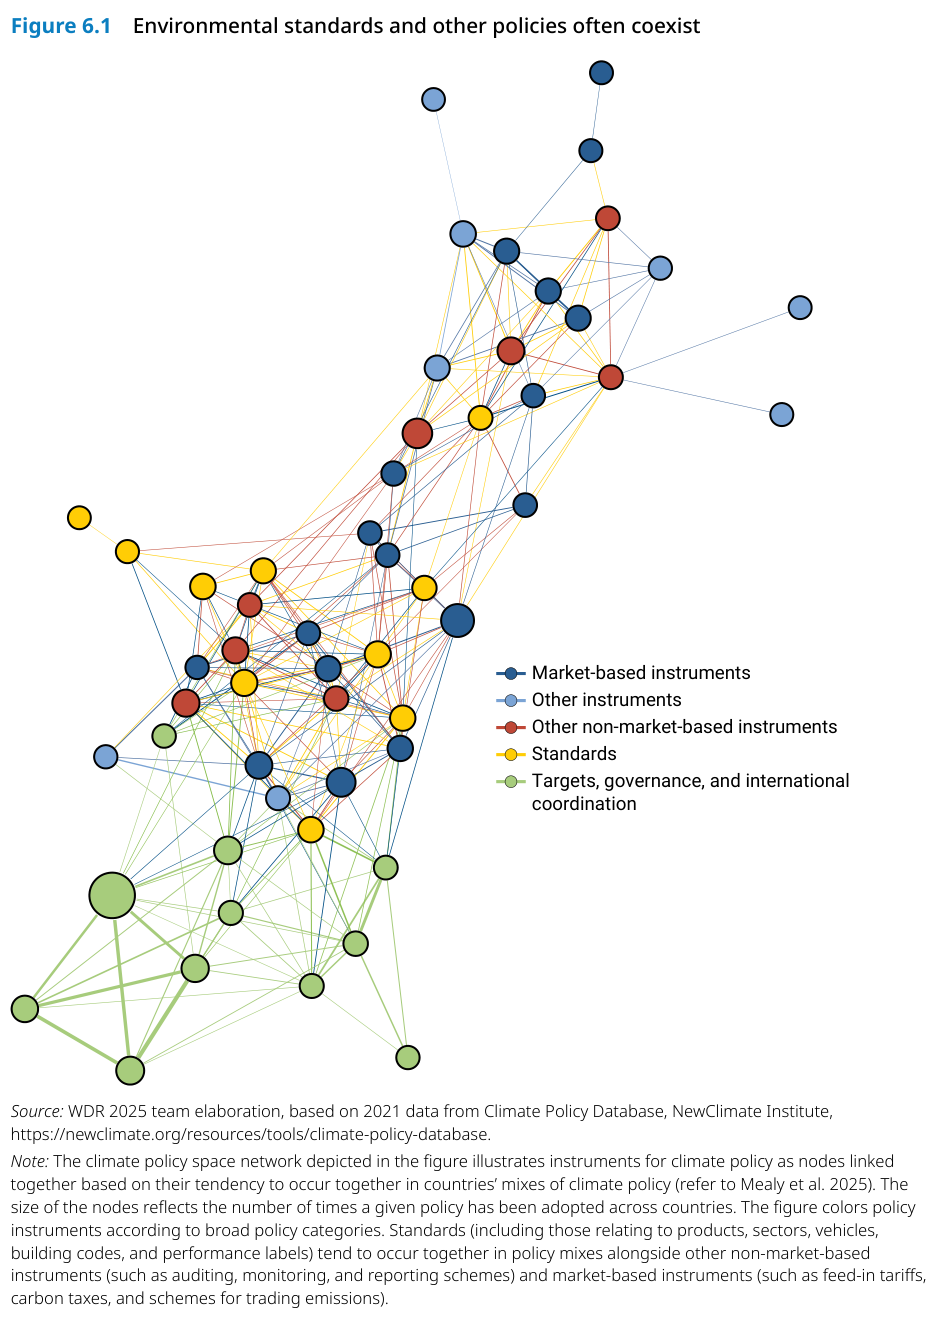 Figure 6.1 Environmental standards and other policies often coexist
Market-based instruments
Other instruments
Other non-market-based instruments
Standards
Targets, governance, and international
coordination
Source: WDR 2025 team elaboration, based on 2021 data from Climate Policy Database, NewClimate Institute,
https://newclimate.org/resources/tools/climate-policy-database.
Note: The climate policy space network depicted in the figure illustrates instruments for climate policy as nodes linked
together based on their tendency to occur together in countries’ mixes of climate policy (refer to Mealy et al. 2025). The
size of the nodes reflects the number of times a given policy has been adopted across countries. The figure colors policy
instruments according to broad policy categories. Standards (including those relating to products, sectors, vehicles,
building codes, and performance labels) tend to occur together in policy mixes alongside other non-market-based
instruments (such as auditing, monitoring, and reporting schemes) and market-based instruments (such as feed-in tariffs,
carbon taxes, and schemes for trading emissions).